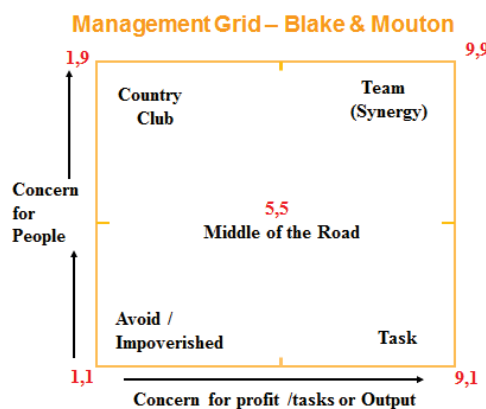 Management Grid – Blake & Mouton
1,9
9,9
Country
Club
Team
(Synergy)
Concern
for
People
5,5
Middle of the Road
Avoid /
Impoverished
Task
1,1
9,1
Concern for profit /tasks or Output